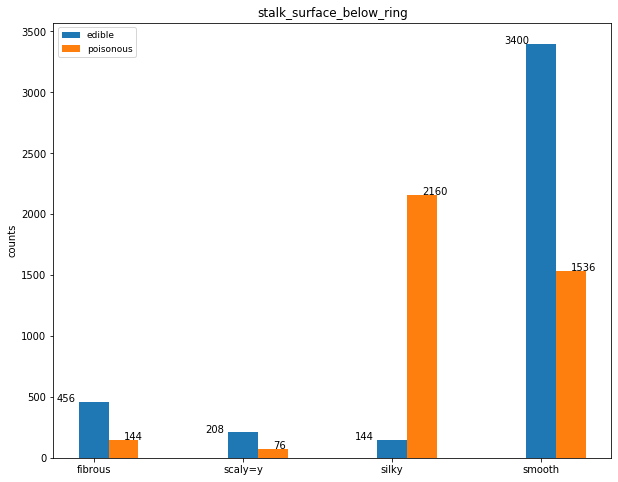 stalk_surface_below_ring
edible
poisonous
counts
3500
3000
2500
2000
1500
1000
500
0
456
144
208
76
144
2160
3400
1536
fibrous
scaly=y
silky
smooth